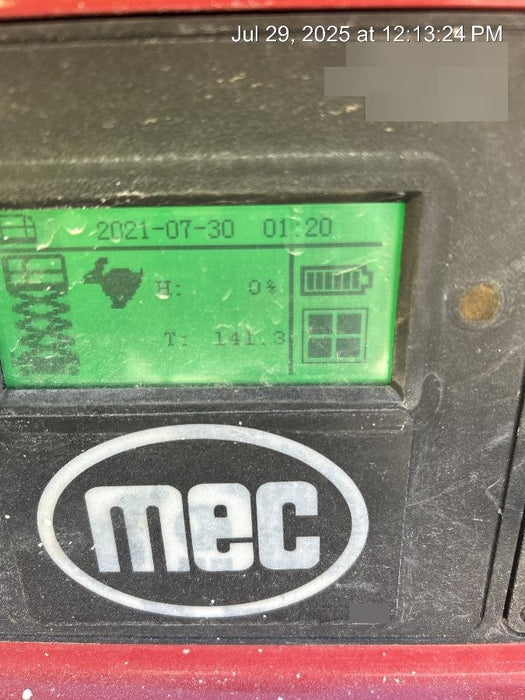 Jul 29, 2025 at 12:13:24 PM
2021-07-30 01:20
H: 0%
T: 141.3
mec